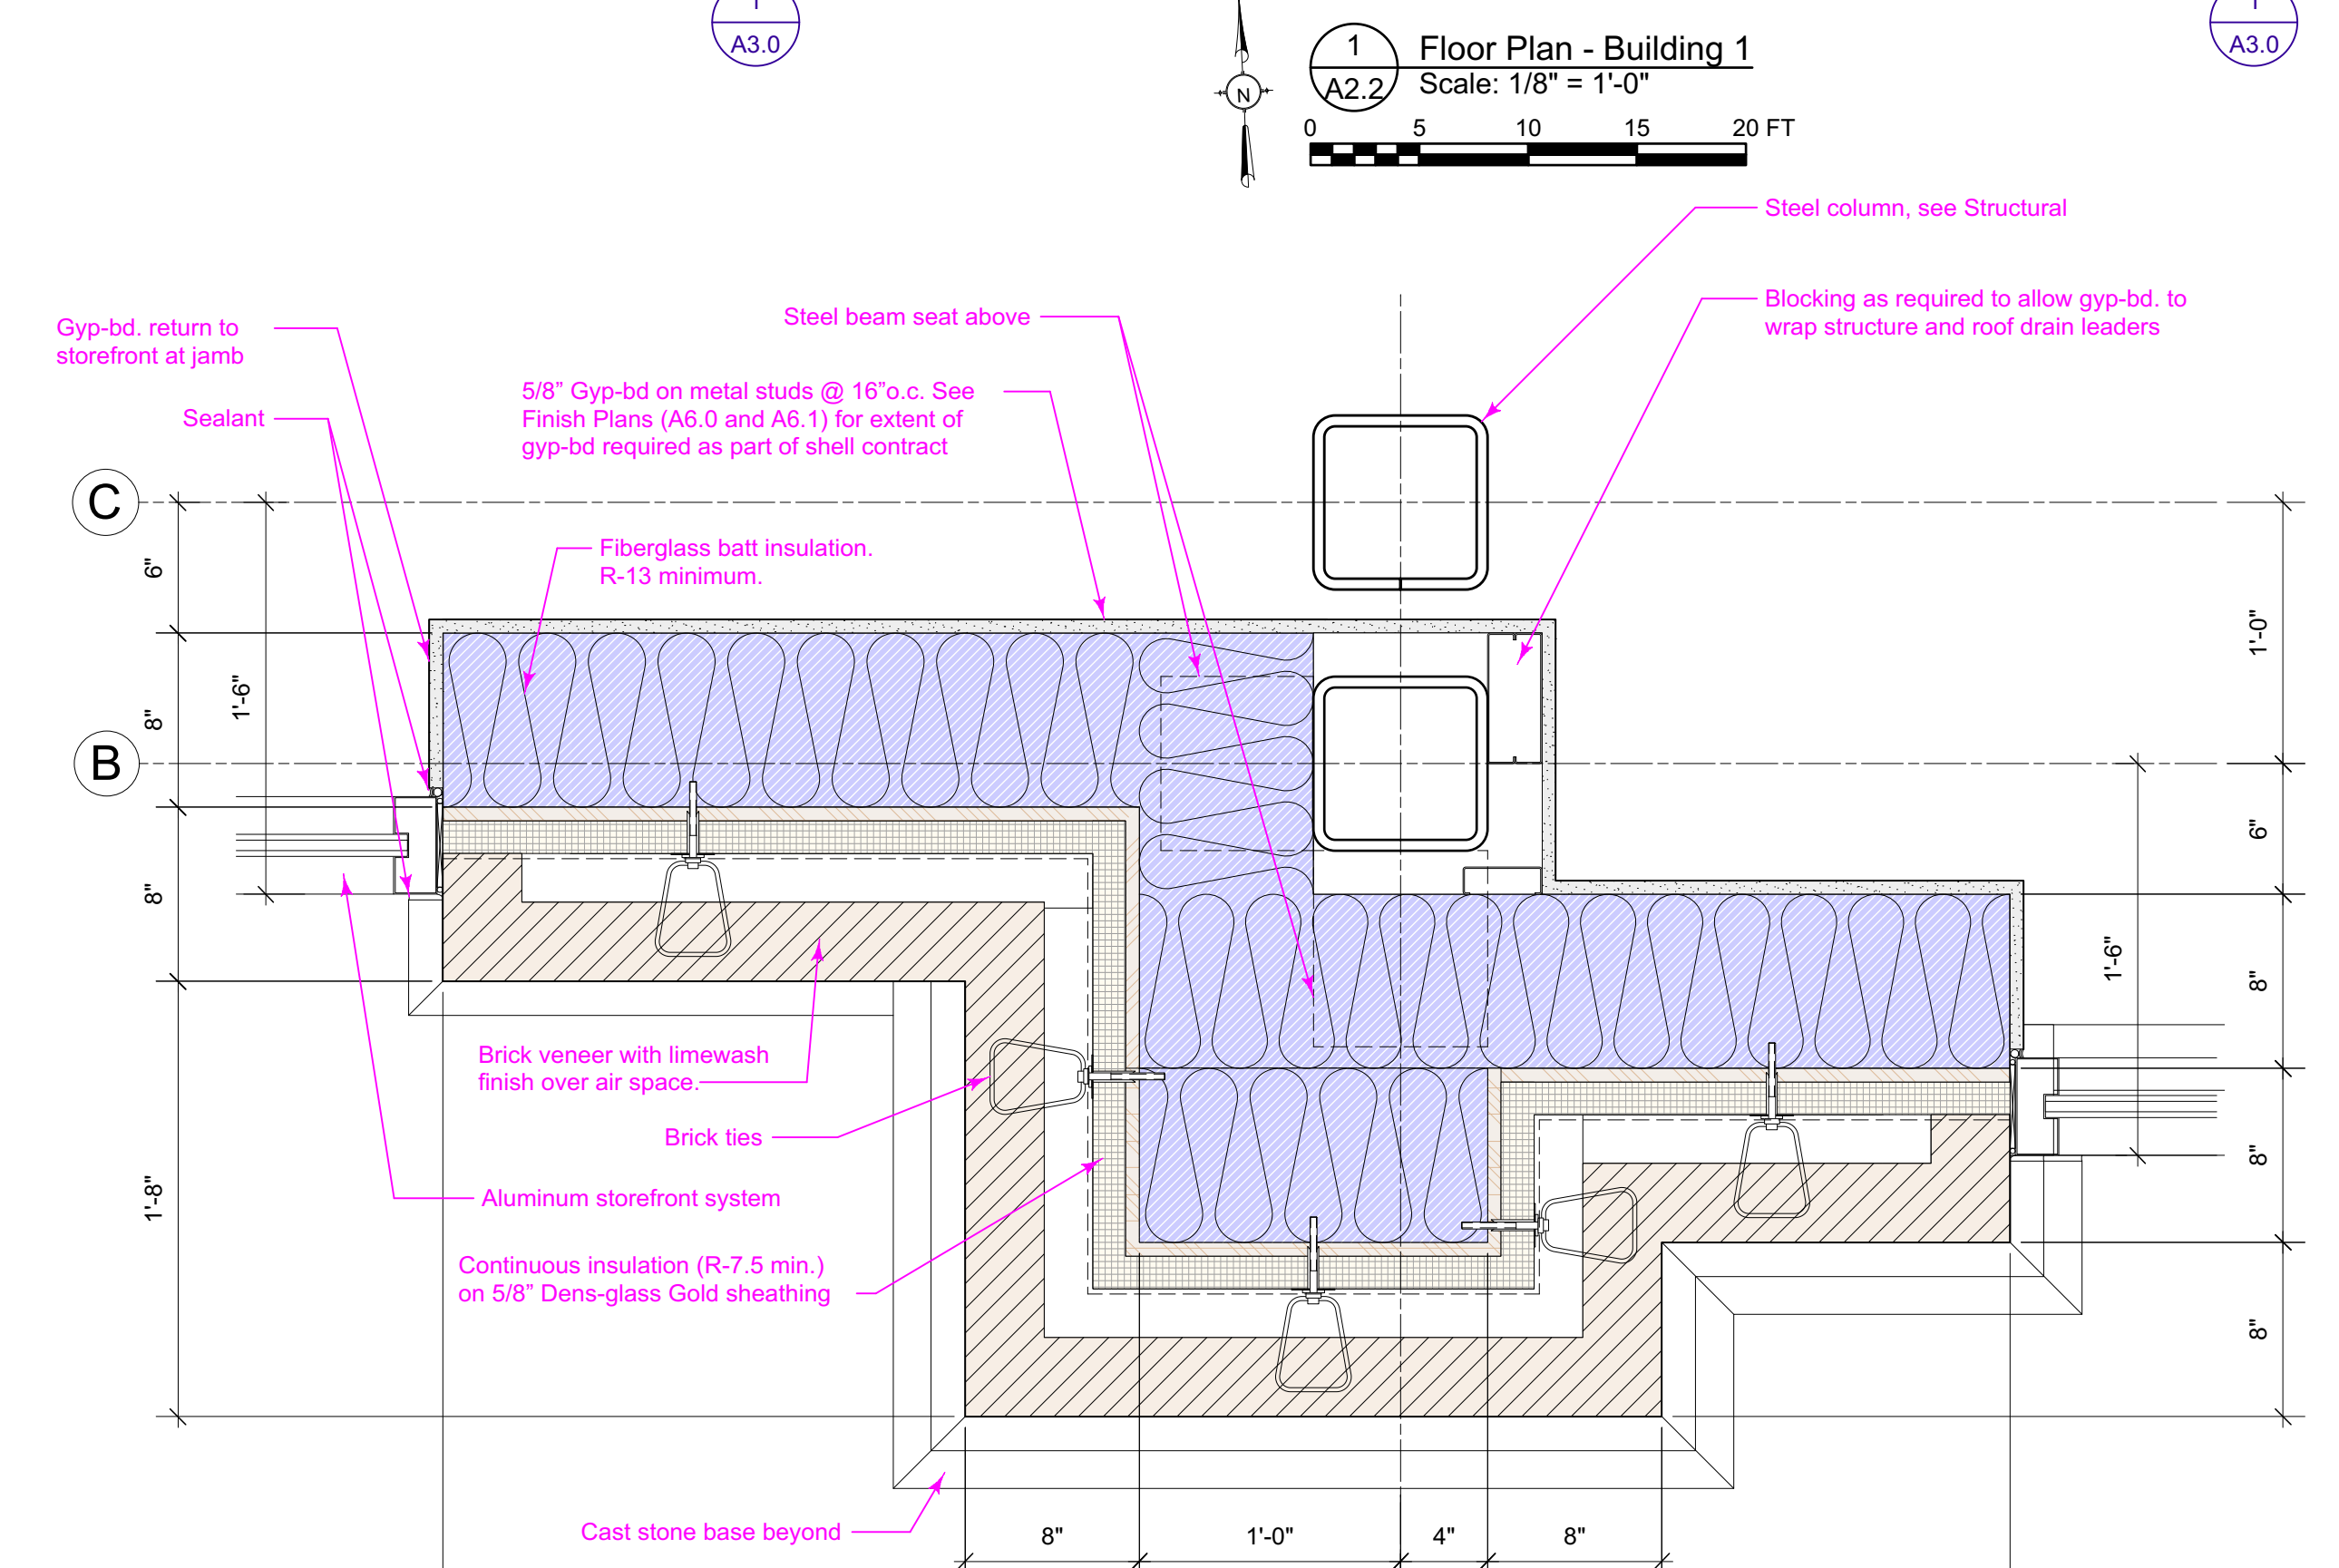 1
A3.0
1
A2.2
Floor Plan - Building 1
Scale: 1/8" = 1'-0"
N
0 5 10 15 20 FT
1
A3.0
Steel column, see Structural
Blocking as required to allow gyp-bd. to
wrap structure and roof drain leaders
Steel beam seat above
Gyp-bd. return to
storefront at jamb
5/8” Gyp-bd on metal studs @ 16”o.c. See
Finish Plans (A6.0 and A6.1) for extent of
gyp-bd required as part of shell contract
Sealant
C
Fiberglass batt insulation.
R-13 minimum.
6"
8"
1'-6"
B
8"
1'-8"
1'-0"
6"
8"
1'-6"
8"
8"
Brick veneer with limewash
finish over air space.
Brick ties
Aluminum storefront system
Continuous insulation (R-7.5 min.)
on 5/8” Dens-glass Gold sheathing
Cast stone base beyond
8" 1'-0" 4" 8"